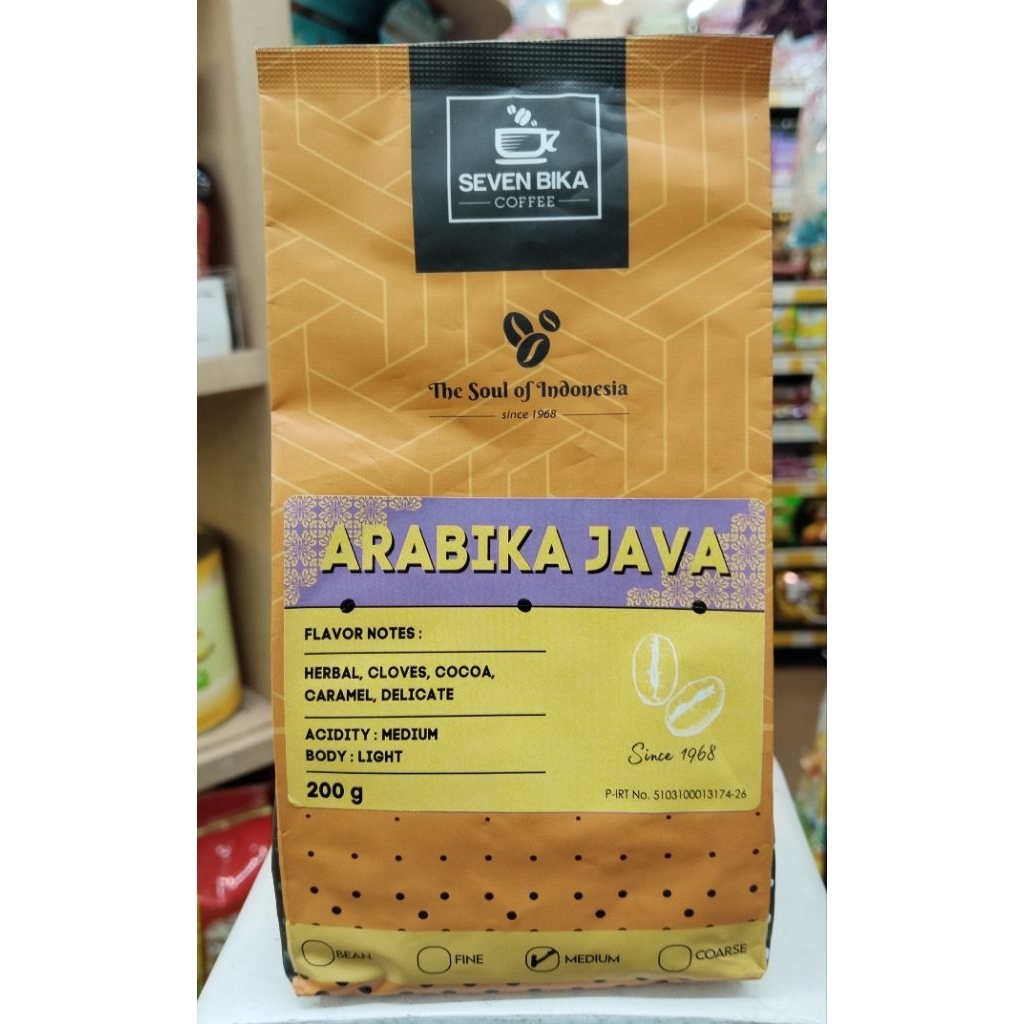 SEVEN BIKA
COFFEE
The Soul of Indonesia
since 1968
ARABIKA JAVA
FLAVOR NOTES :
HERBAL, CLOVES, COCOA,
CARAMEL, DELICATE
ACIDITY : MEDIUM
BODY : LIGHT
200 g
Since 1968
P-IRT No. 5103100013174-26
BEAN
FINE
MEDIUM
COARSE